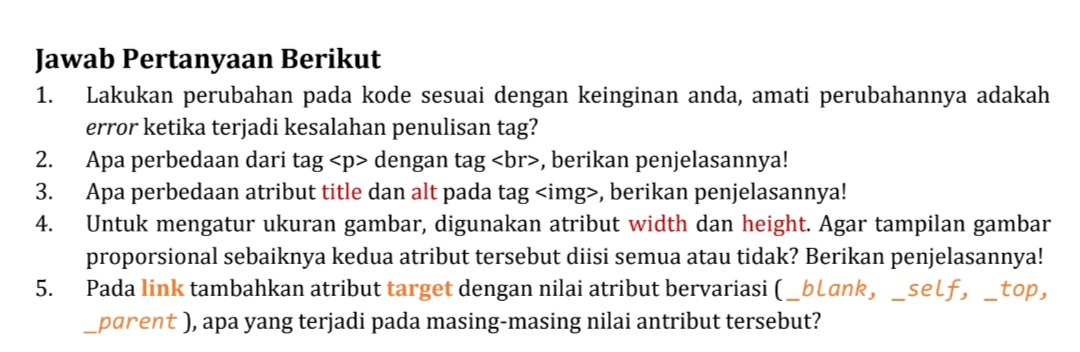 Jawab Pertanyaan Berikut
1. Lakukan perubahan pada kode sesuai dengan keinginan anda, amati perubahannya adakah
error ketika terjadi kesalahan penulisan tag?
2. Apa perbedaan dari tag <p> dengan tag <br>, berikan penjelasannya!
3. Apa perbedaan atribut title dan alt pada tag <img>, berikan penjelasannya!
4. Untuk mengatur ukuran gambar, digunakan atribut width dan height. Agar tampilan gambar
proporsional sebaiknya kedua atribut tersebut diisi semua atau tidak? Berikan penjelasannya!
5. Pada link tambahkan atribut target dengan nilai atribut bervariasi ( _blank, _self, _top,
_parent ), apa yang terjadi pada masing-masing nilai antribut tersebut?